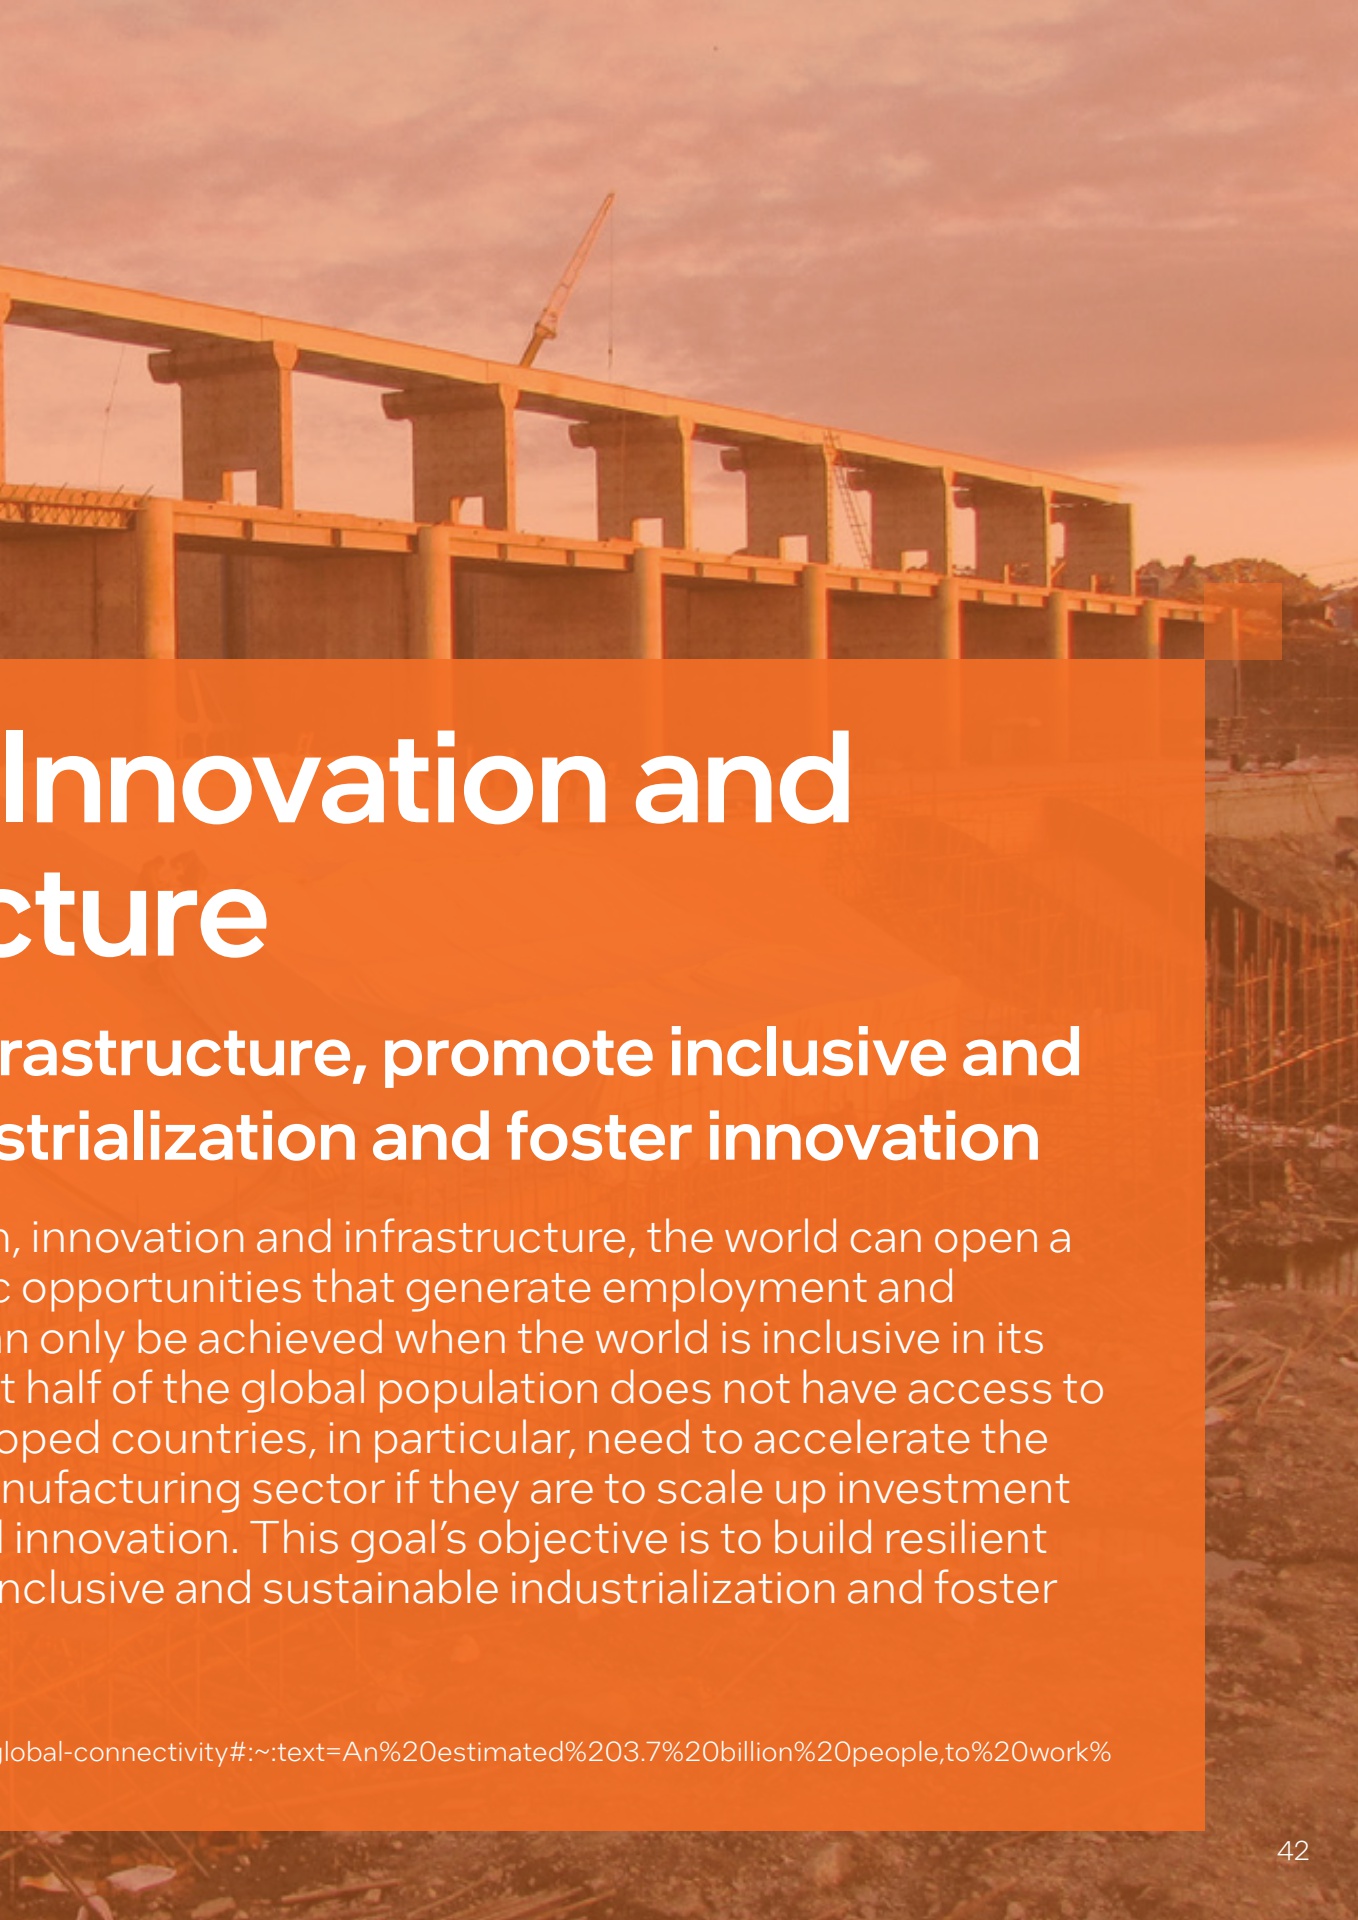 Innovation and
cture
rastructure, promote inclusive and
strialization and foster innovation
n, innovation and infrastructure, the world can open a
c opportunities that generate employment and
an only be achieved when the world is inclusive in its
t half of the global population does not have access to
oped countries, in particular, need to accelerate the
nufacturing sector if they are to scale up investment
d innovation. This goal’s objective is to build resilient
nclusive and sustainable industrialization and foster
global-connectivity#:~:text=An%20estimated%203.7%20billion%20people,to%20work%
42